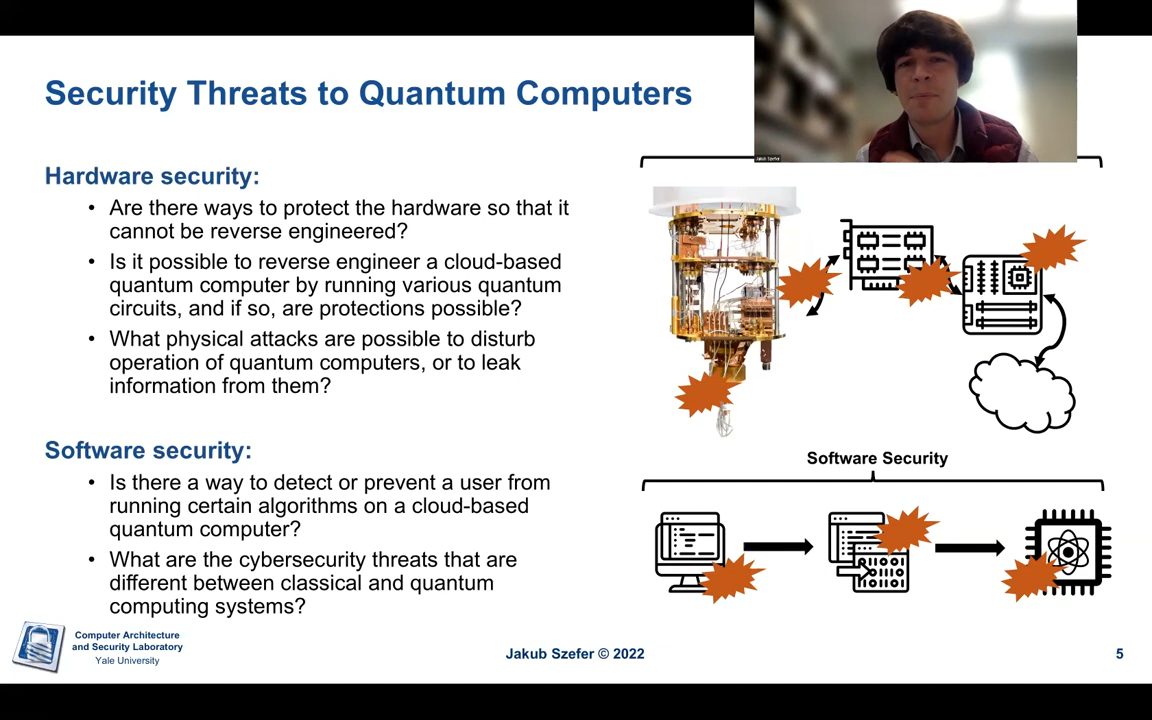 Security Threats to Quantum Computers
Jakub Szefer
Hardware security:
• Are there ways to protect the hardware so that it
cannot be reverse engineered?
• Is it possible to reverse engineer a cloud-based
quantum computer by running various quantum
circuits, and if so, are protections possible?
• What physical attacks are possible to disturb
operation of quantum computers, or to leak
information from them?
Software security:
• Is there a way to detect or prevent a user from
running certain algorithms on a cloud-based
quantum computer?
• What are the cybersecurity threats that are
different between classical and quantum
computing systems?
Software Security
Computer Architecture
and Security Laboratory
Yale University
Jakub Szefer © 2022
5